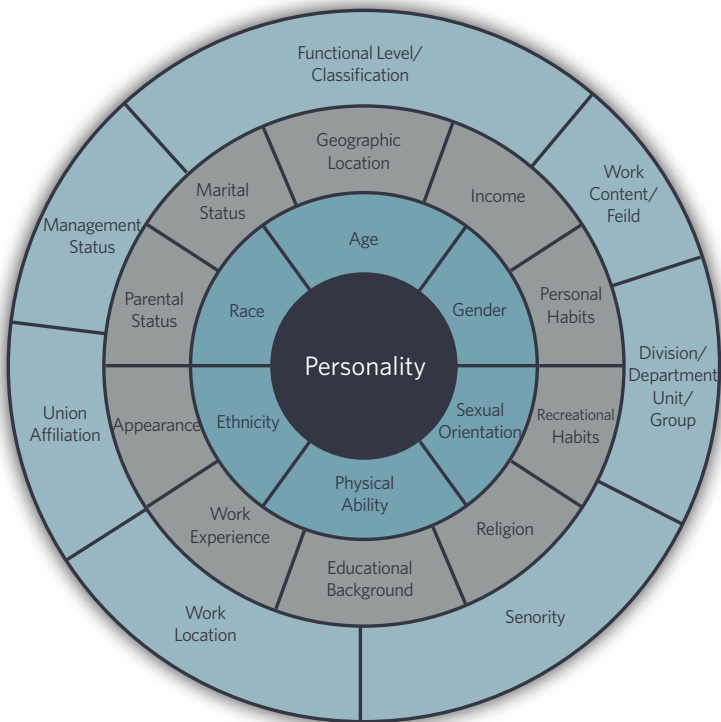 Functional Level/
Classification
Work
Content/
Feild
Division/
Department
Unit/
Group
Senority
Work
Location
Union
Affiliation
Management
Status
Geographic
Location
Income
Personal
Habits
Recreational
Habits
Religion
Educational
Background
Work
Experience
Appearance
Parental
Status
Marital
Status
Age
Gender
Sexual
Orientation
Physical
Ability
Ethnicity
Race
Personality